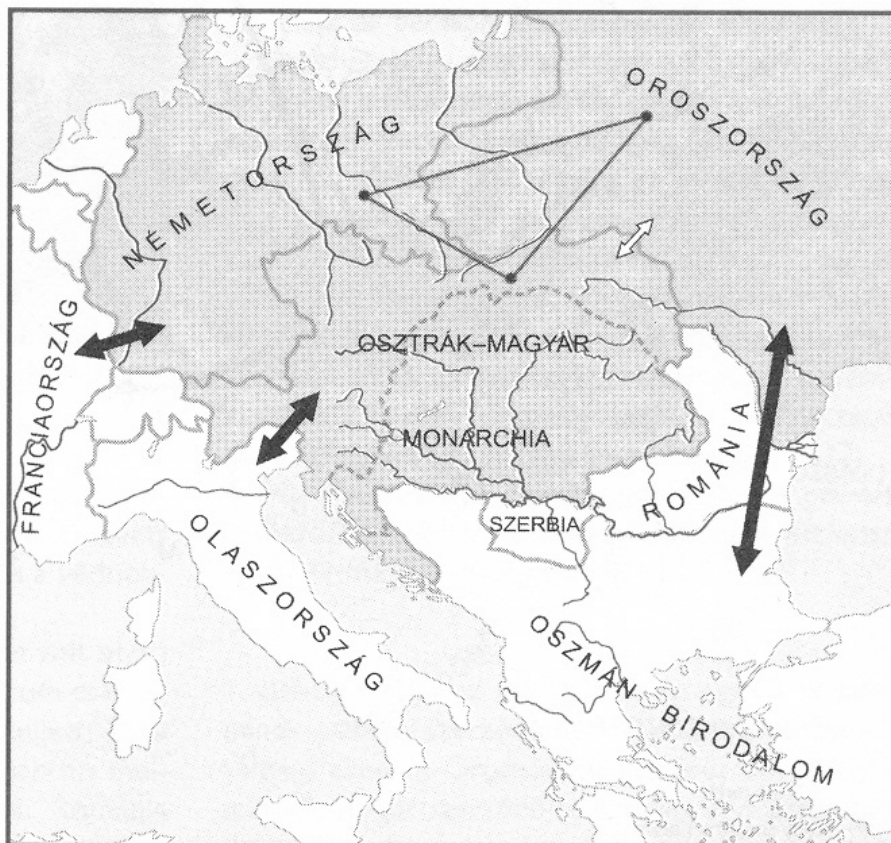 OROSZORSZÁG
NÉMETORSZÁG
OSZTRÁK–MAGYAR
MONARCHIA
FRANCIAORSZÁG
ROMÁNIA
SZERBIA
OLASZORSZÁG
OSZMÁN BIRODALOM